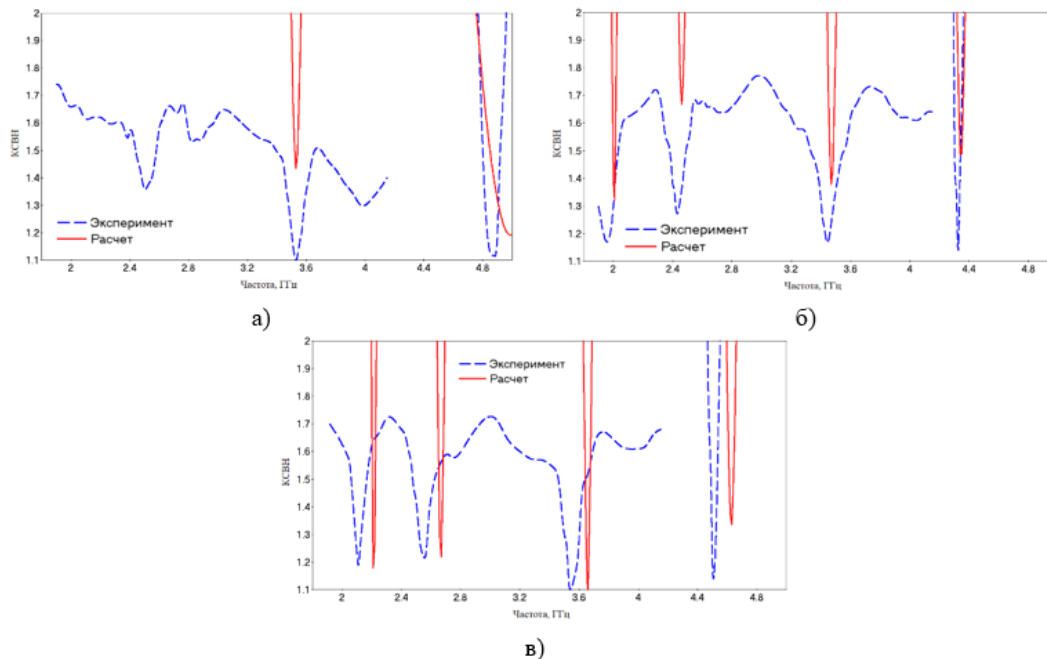 2
1.9
1.8
1.7
1.6
1.5
1.4
1.3
1.2
1.1
КСВН
Эксперимент
Расчет
2 2.4 2.8 3.2 3.6 4 4.4 4.8
Частота, ГГц
а)
2
1.9
1.8
1.7
1.6
1.5
1.4
1.3
1.2
1.1
КСВН
Эксперимент
Расчет
2 2.4 2.8 3.2 3.6 4 4.4 4.8
Частота, ГГц
б)
2
1.9
1.8
1.7
1.6
1.5
1.4
1.3
1.2
1.1
КСВН
Эксперимент
Расчет
2 2.4 2.8 3.2 3.6 4 4.4 4.8
Частота, ГГц
в)